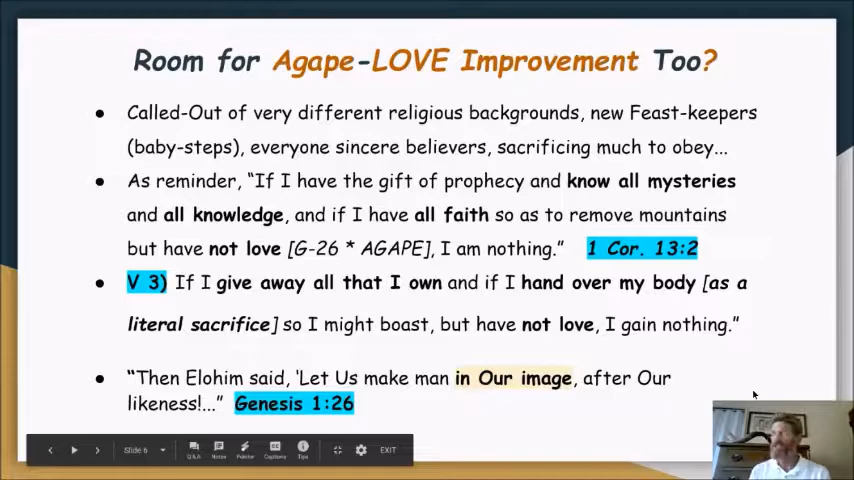 Room for Agape-LOVE Improvement Too?
● Called-Out of very different religious backgrounds, new Feast-keepers
(baby-steps), everyone sincere believers, sacrificing much to obey...
● As reminder, “If I have the gift of prophecy and know all mysteries
and all knowledge, and if I have all faith so as to remove mountains
but have not love [G-26 * AGAPE], I am nothing.” 1 Cor. 13:2
● V 3) If I give away all that I own and if I hand over my body [as a
literal sacrifice] so I might boast, but have not love, I gain nothing.”
● “Then Elohim said, ‘Let Us make man in Our image, after Our
likeness!...” Genesis 1:26
Slide 6 Q&A Notes Pointer Captions Tips EXIT